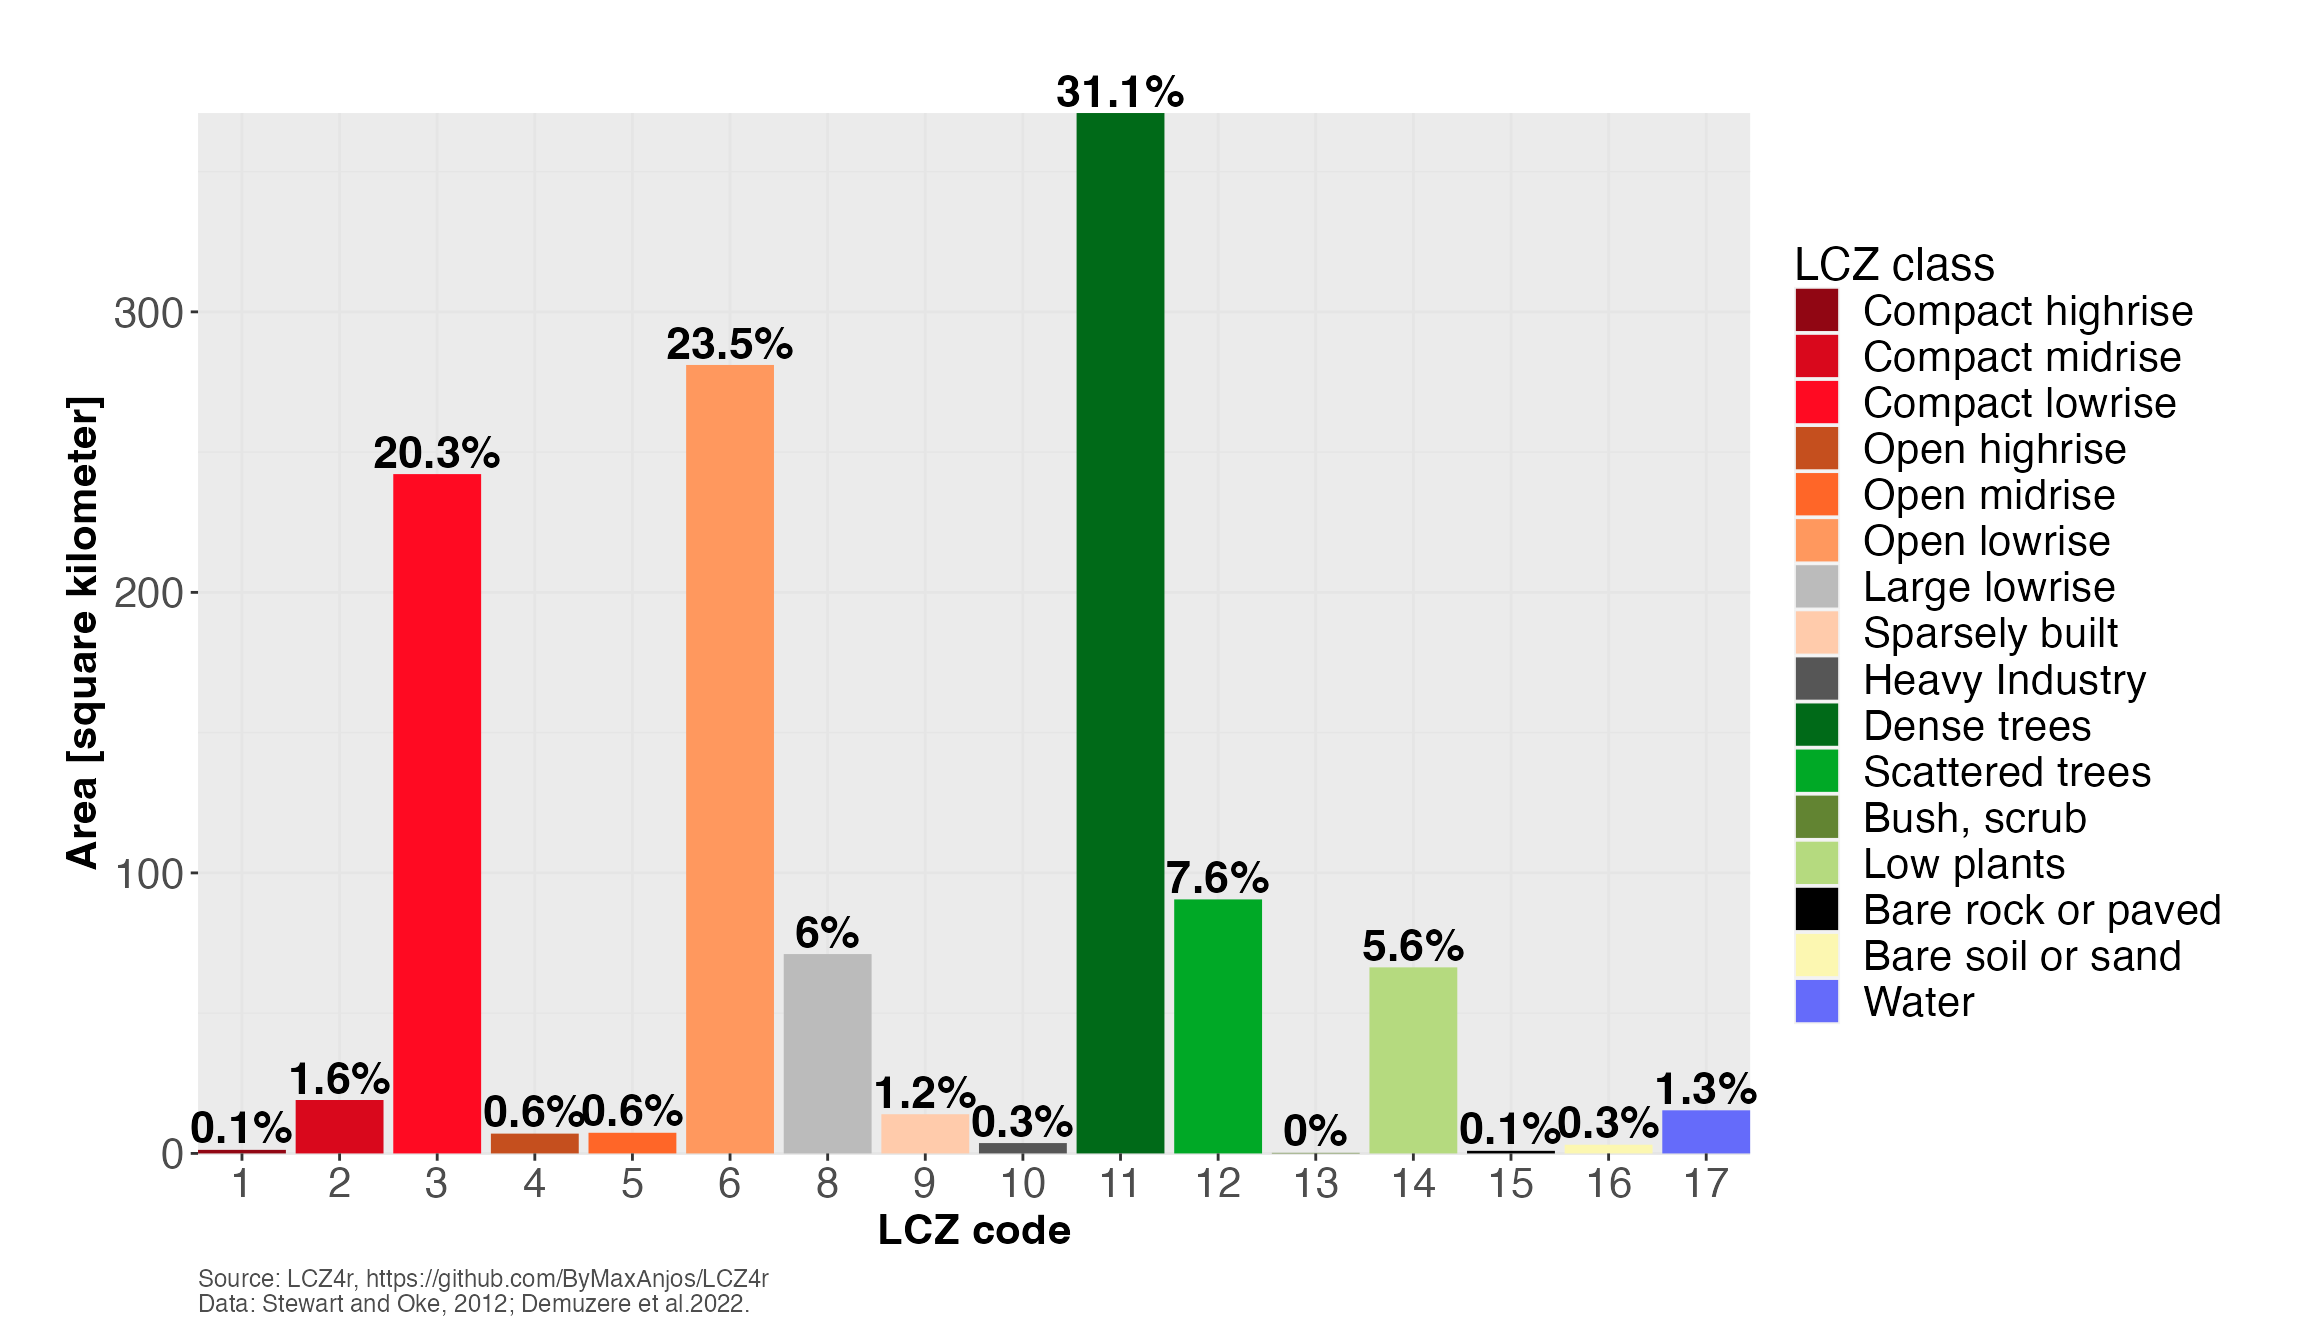 31.1%
23.5%
20.3%
7.6%
6%
5.6%
1.6%
1.3%
1.2%
0.6%
0.6%
0.3%
0.3%
0.1%
0.1%
0%
300
200
100
0
Area [square kilometer]
1 2 3 4 5 6 8 9 10 11 12 13 14 15 16 17
LCZ code
LCZ class
Compact highrise
Compact midrise
Compact lowrise
Open highrise
Open midrise
Open lowrise
Large lowrise
Sparsely built
Heavy Industry
Dense trees
Scattered trees
Bush, scrub
Low plants
Bare rock or paved
Bare soil or sand
Water
Source: LCZ4r, https://github.com/ByMaxAnjos/LCZ4r
Data: Stewart and Oke, 2012; Demuzere et al.2022.